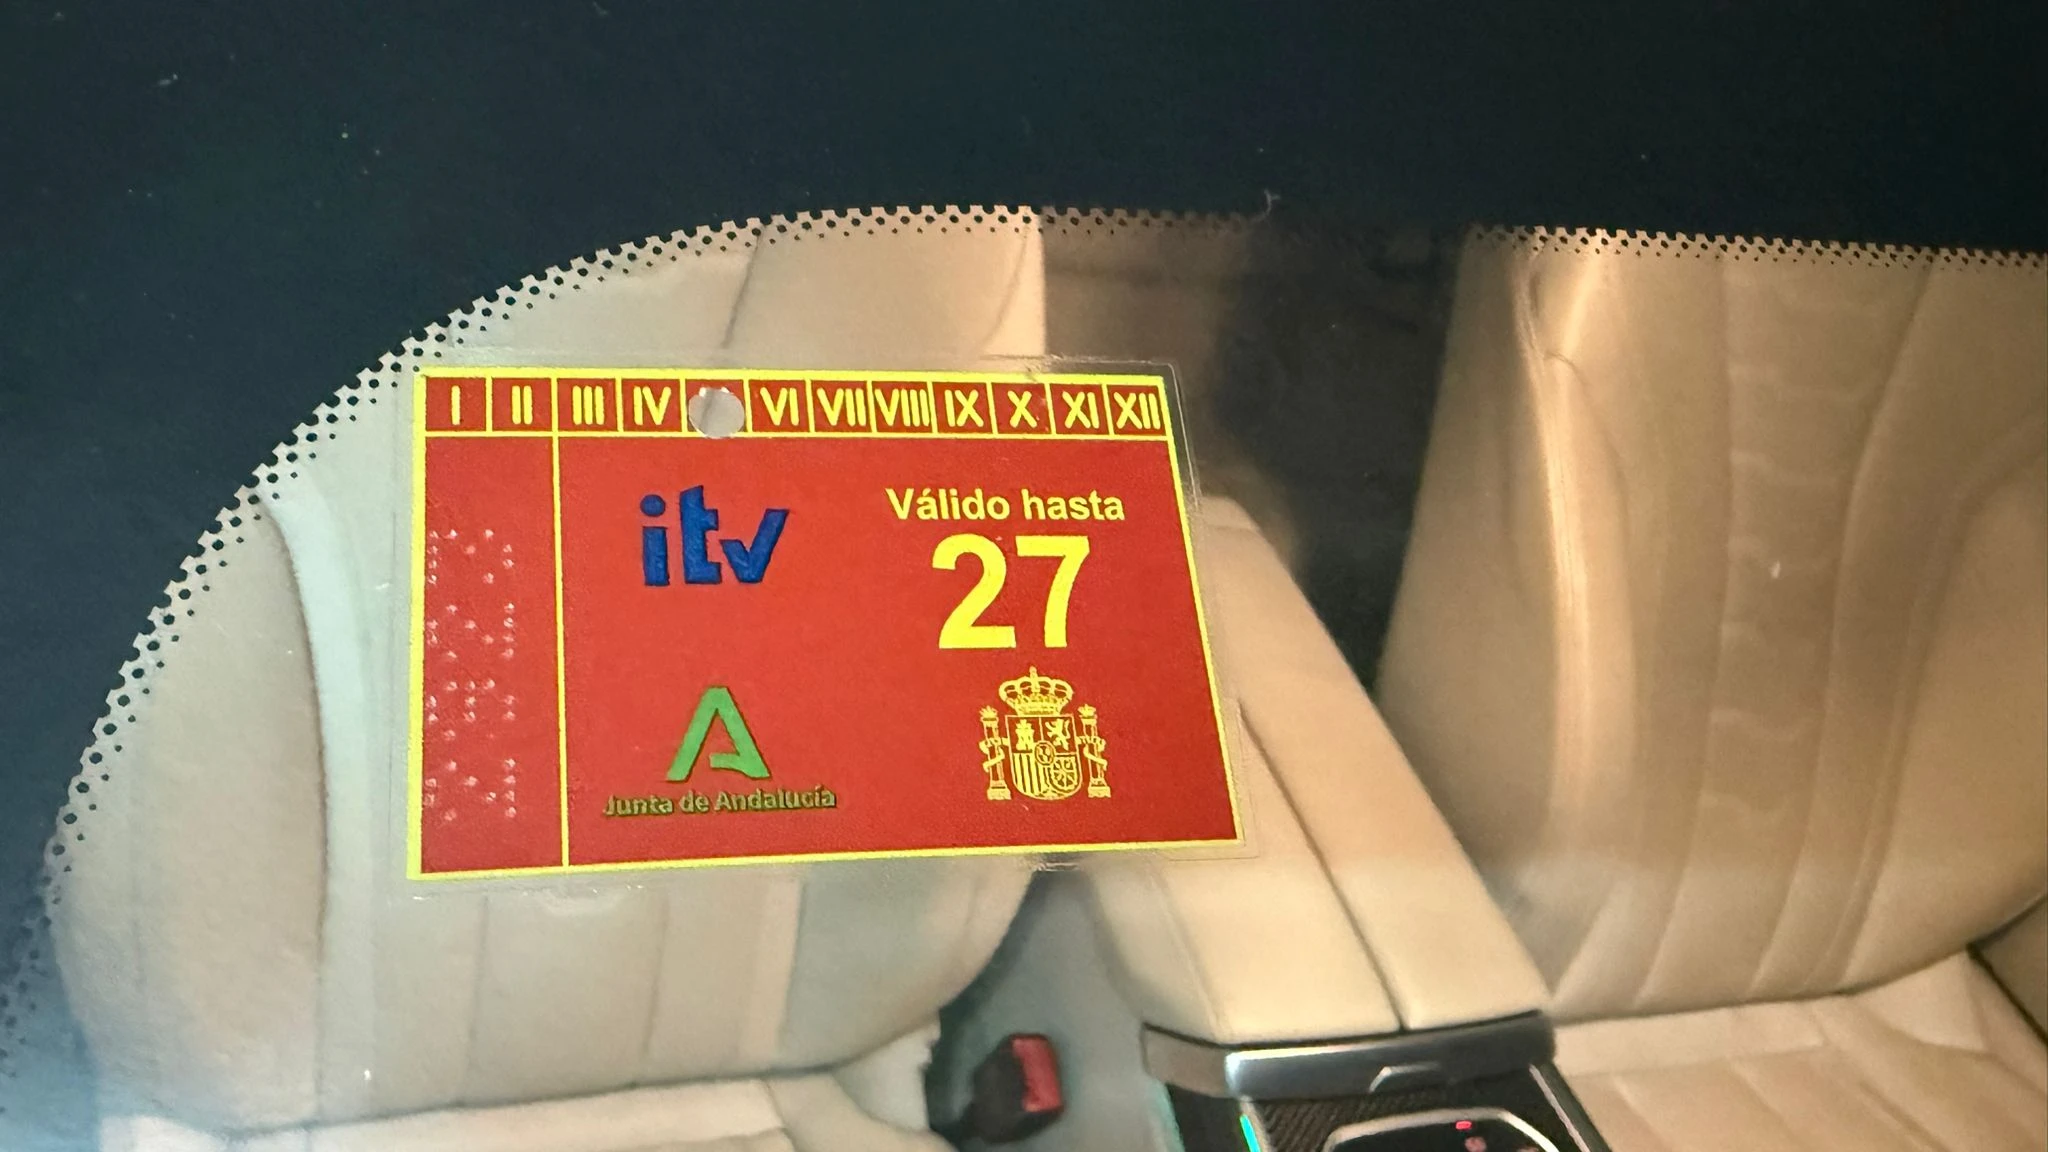 I II III IV VI VII VIII IX X XI XII
itv
Válido hasta
27
Junta de Andalucía